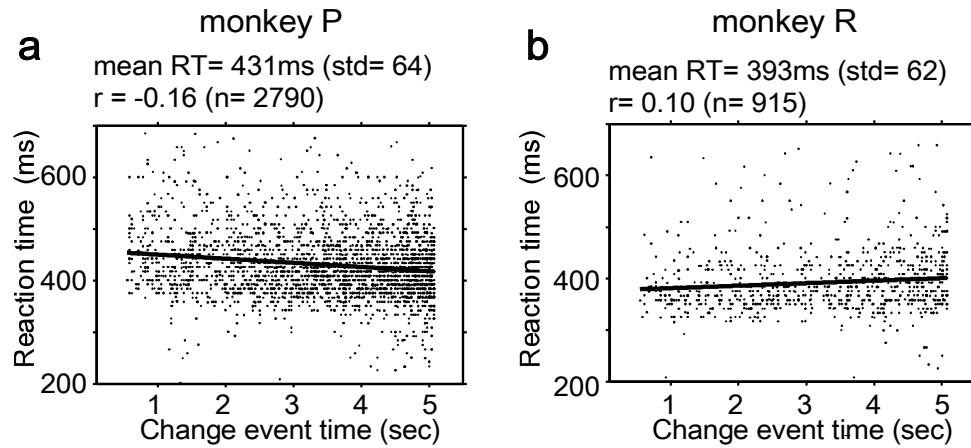 a
monkey P
mean RT= 431ms (std= 64)
r = -0.16 (n= 2790)
Reaction time (ms)
600
400
200
1 2 3 4 5
Change event time (sec)
b
monkey R
mean RT= 393ms (std= 62)
r= 0.10 (n= 915)
Reaction time (ms)
600
400
200
1 2 3 4 5
Change event time (sec)